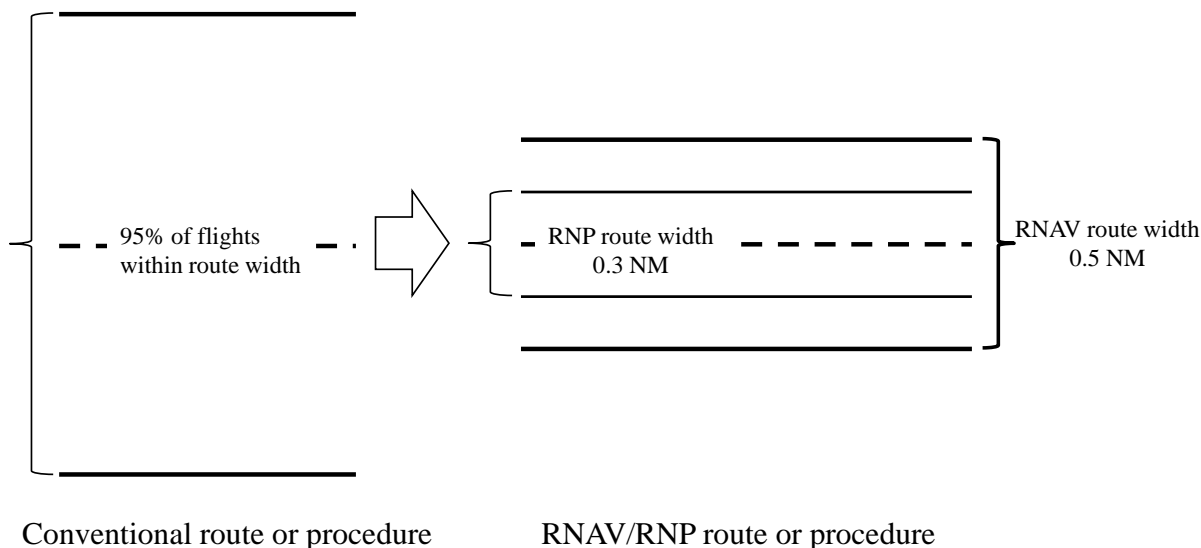 95% of flights
within route width
RNP route width
0.3 NM
RNAV route width
0.5 NM
Conventional route or procedure
RNAV/RNP route or procedure